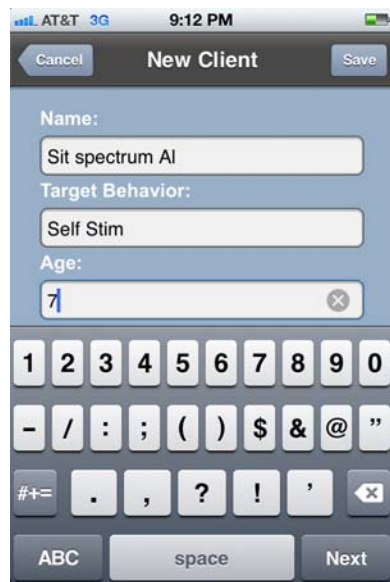 AT&T 3G 9:12 PM
Cancel New Client Save
Name:
Sit spectrum Al
Target Behavior:
Self Stim
Age:
7
1 2 3 4 5 6 7 8 9 0
- / : ; ( ) $ & @ "
#+= . , ? ! '
ABC space Next